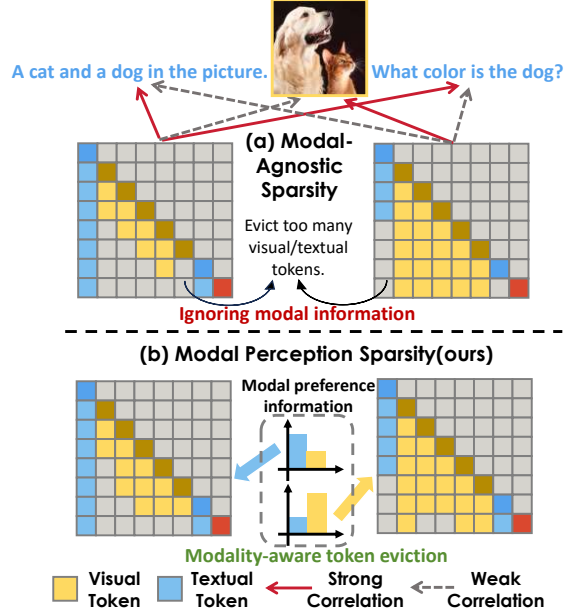 A cat and a dog in the picture.
What color is the dog?
(a) Modal-
Agnostic
Sparsity
Evict too many
visual/textual
tokens.
Ignoring modal information
(b) Modal Perception Sparsity(ours)
Modal preference
information
Modality-aware token eviction
Visual
Token
Textual
Token
Strong
Correlation
Weak
Correlation